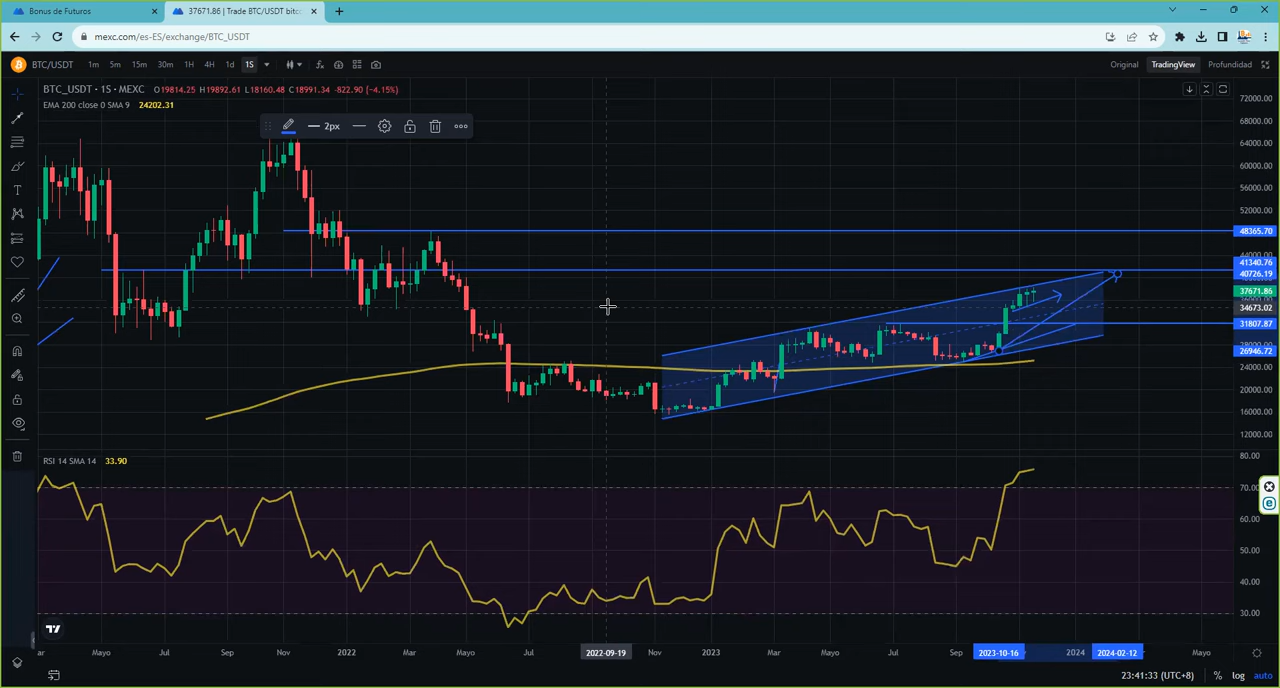 Bonus de Futuros
37671.86 | Trade BTC/USDT bitc
mexc.com/es-ES/exchange/BTC_USDT
BTC/USDT 1m 5m 15m 30m 1H 4H 1d 1S Original TradingView Profundidad
BTC_USDT • 1S • MEXC O19814.25 H19892.61 L18160.48 C18991.34 -822.90 (-4.15%)
EMA 200 close 0 SMA 9 24202.31
2px
72000.00
68000.00
64000.00
60000.00
56000.00
52000.00
48365.70
41340.76
40726.19
37671.86
34673.02
31807.87
26946.72
24000.00
20000.00
16000.00
12000.00
RSI 14 SMA 14 33.90
80.00
70.00
60.00
50.00
40.00
30.00
ar Mayo Jul Sep Nov 2022 Mar Mayo Jul 2022-09-19 Nov 2023 Mar Mayo Jul Sep 2023-10-16 2024 2024-02-12 Mayo
23:41:33 (UTC+8) % log auto